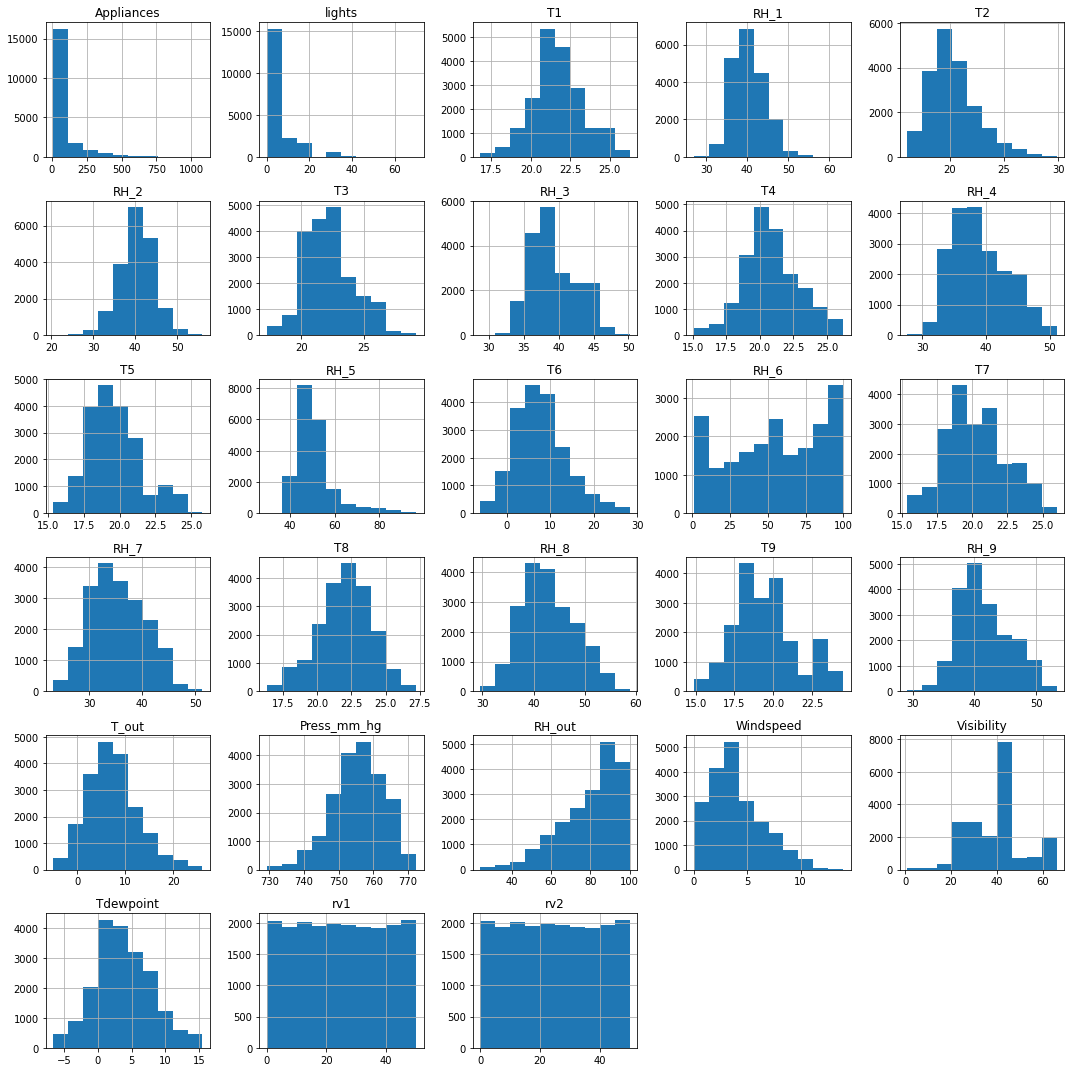 Appliances lights T1 RH_1 T2
15000 15000 5000 6000 6000
10000 10000 4000 4000 4000
5000 5000 3000 2000 2000
2000
1000
0 0 0 0 0
0 250 500 750 1000 0 20 40 60 17.5 20.0 22.5 25.0 30 40 50 60 20 25 30
RH_2 T3 RH_3 T4 RH_4
6000 5000 6000 5000 4000
4000 4000 4000 4000 3000
2000 3000 2000 3000 2000
2000 2000 1000
1000 1000
0 0 0 0 0
20 30 40 50 20 25 30 35 40 45 50 15.0 17.5 20.0 22.5 25.0 30 40 50
T5 RH_5 T6 RH_6 T7
5000 8000 4000 3000 4000
4000 6000 3000 2000 3000
3000 4000 2000 1000 2000
2000 2000 1000 1000
1000
0 0 0 0 0
15.0 17.5 20.0 22.5 25.0 40 60 80 0 10 20 30 0 25 50 75 100 15.0 17.5 20.0 22.5 25.0
RH_7 T8 RH_8 T9 RH_9
4000 4000 4000 4000 5000
3000 3000 3000 3000 4000
2000 2000 2000 2000 3000
1000 1000 1000 1000 2000
1000
0 0 0 0 0
30 40 50 17.5 20.0 22.5 25.0 27.5 30 40 50 60 15.0 17.5 20.0 22.5 30 40 50
T_out Press_mm_hg RH_out Windspeed Visibility
5000 4000 5000 5000 8000
4000 3000 4000 4000 6000
3000 2000 3000 3000 4000
2000 1000 2000 2000 2000
1000 1000 1000
0 0 0 0 0
0 10 20 730 740 750 760 770 40 60 80 100 0 5 10 0 20 40 60
Tdewpoint rv1 rv2
4000 2000 2000
3000 1500 1500
2000 1000 1000
1000 500 500
0 0 0
−5 0 5 10 15 0 20 40 0 20 40